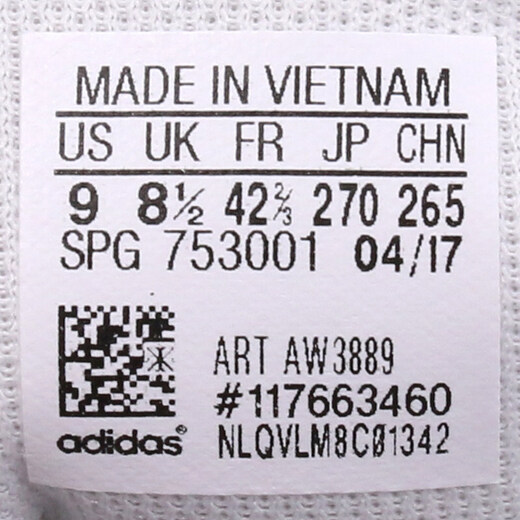 MADE IN VIETNAM
US UK FR JP CHN
9 8½ 42⅔ 270 265
SPG 753001 04/17
ART AW3889
#117663460
adidas® NLQVLM8C01342